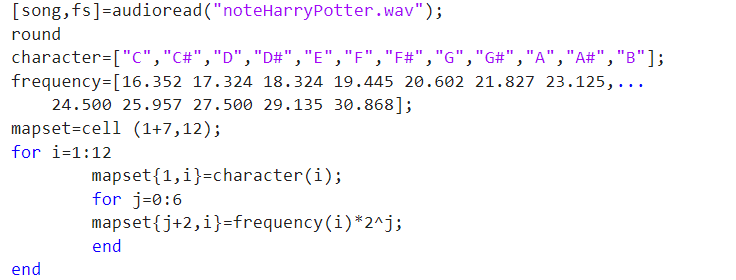 [song,fs]=audioread("noteHarryPotter.wav");
round
character=["C","C#","D","D#","E","F","F#","G","G#","A","A#","B"];
frequency=[16.352 17.324 18.324 19.445 20.602 21.827 23.125,...
    24.500 25.957 27.500 29.135 30.868];
mapset=cell (1+7,12);
for i=1:12
        mapset{1,i}=character(i);
        for j=0:6
        mapset{j+2,i}=frequency(i)*2^j;
        end
end